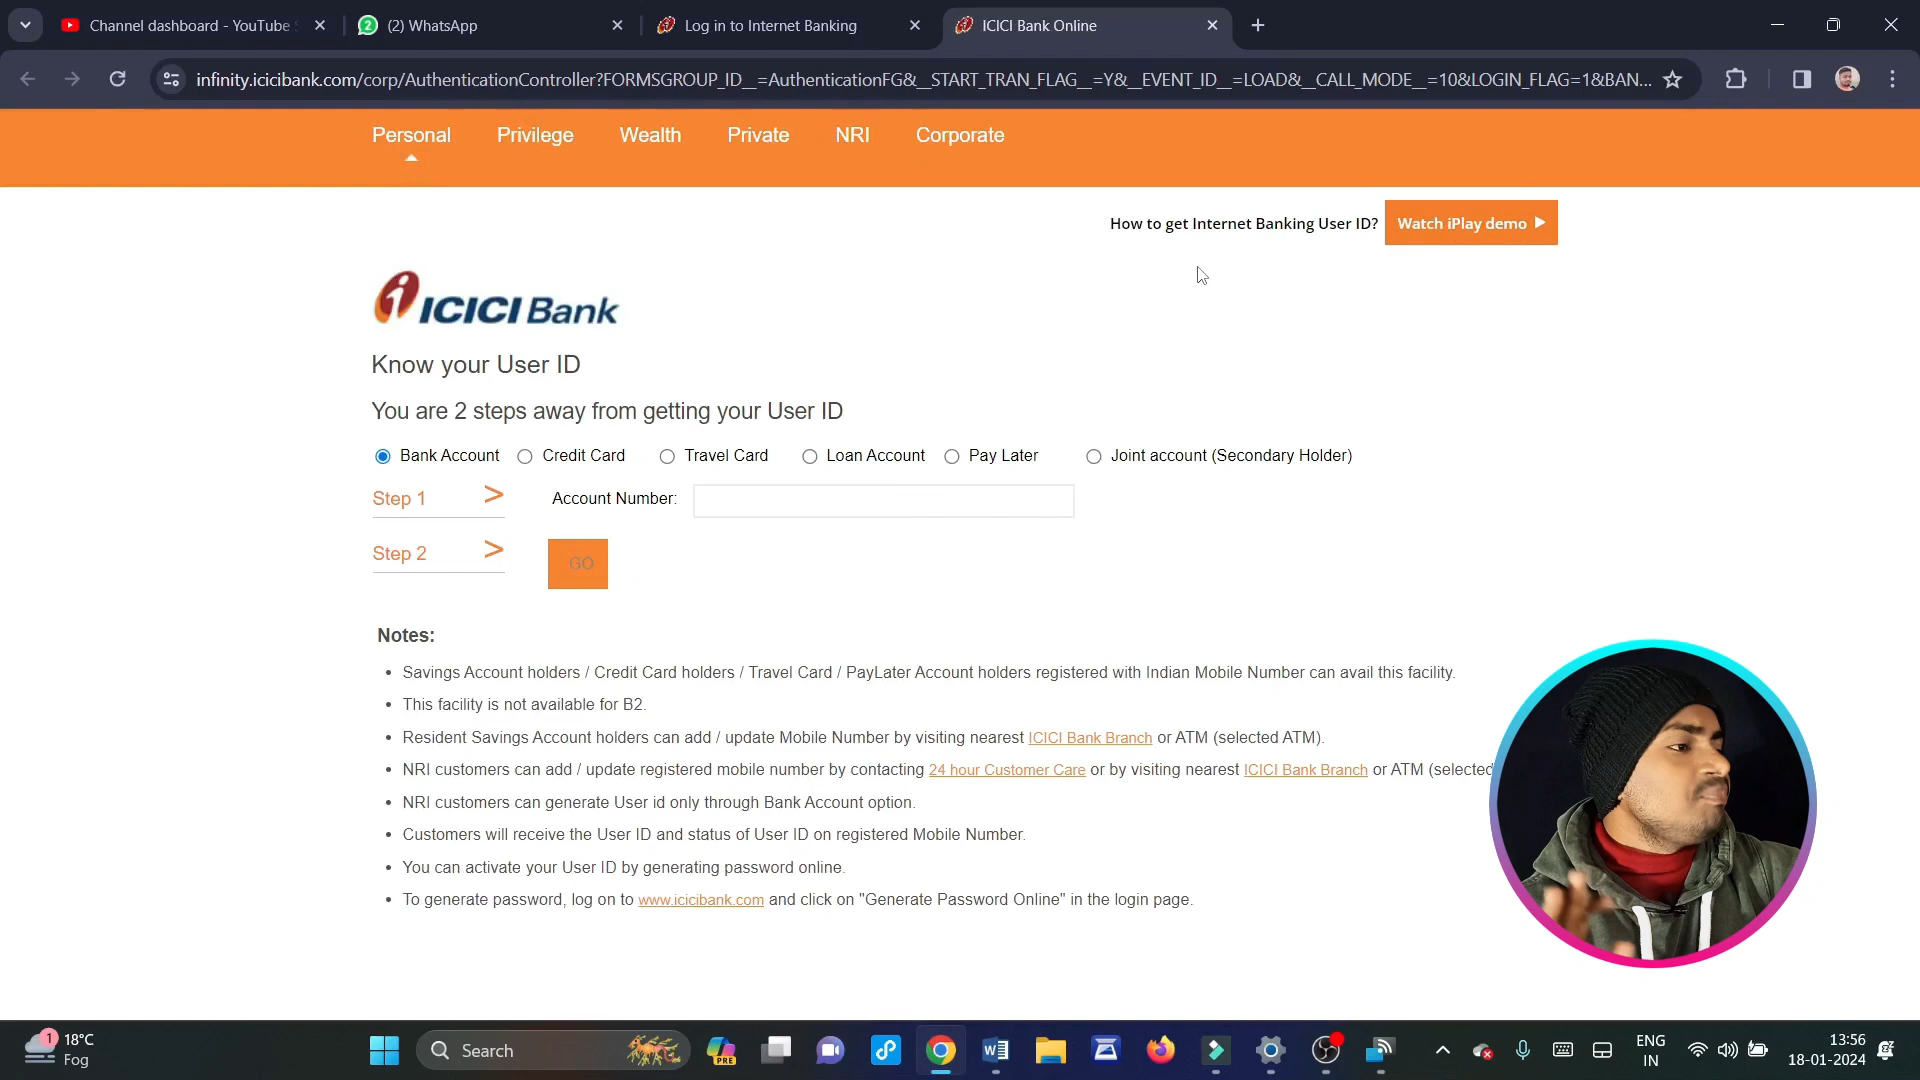 Channel dashboard - YouTube
(2) WhatsApp
Log in to Internet Banking
ICICI Bank Online
infinity.icicibank.com/corp/AuthenticationController?FORMSGROUP_ID__=AuthenticationFG&__START_TRAN_FLAG__=Y&__EVENT_ID__=LOAD&__CALL_MODE__=10&LOGIN_FLAG=1&BAN...
Personal Privilege Wealth Private NRI Corporate
How to get Internet Banking User ID? Watch iPlay demo
ICICI Bank
Know your User ID
You are 2 steps away from getting your User ID
Bank Account Credit Card Travel Card Loan Account Pay Later Joint account (Secondary Holder)
Step 1 > Account Number:
Step 2 > GO
Notes:
• Savings Account holders / Credit Card holders / Travel Card / PayLater Account holders registered with Indian Mobile Number can avail this facility.
• This facility is not available for B2.
• Resident Savings Account holders can add / update Mobile Number by visiting nearest ICICI Bank Branch or ATM (selected ATM).
• NRI customers can add / update registered mobile number by contacting 24 hour Customer Care or by visiting nearest ICICI Bank Branch or ATM (selected
• NRI customers can generate User id only through Bank Account option.
• Customers will receive the User ID and status of User ID on registered Mobile Number.
• You can activate your User ID by generating password online.
• To generate password, log on to www.icicibank.com and click on "Generate Password Online" in the login page.
1
18°C
Fog
Search
PRE
ENG
IN
13:56
18-01-2024